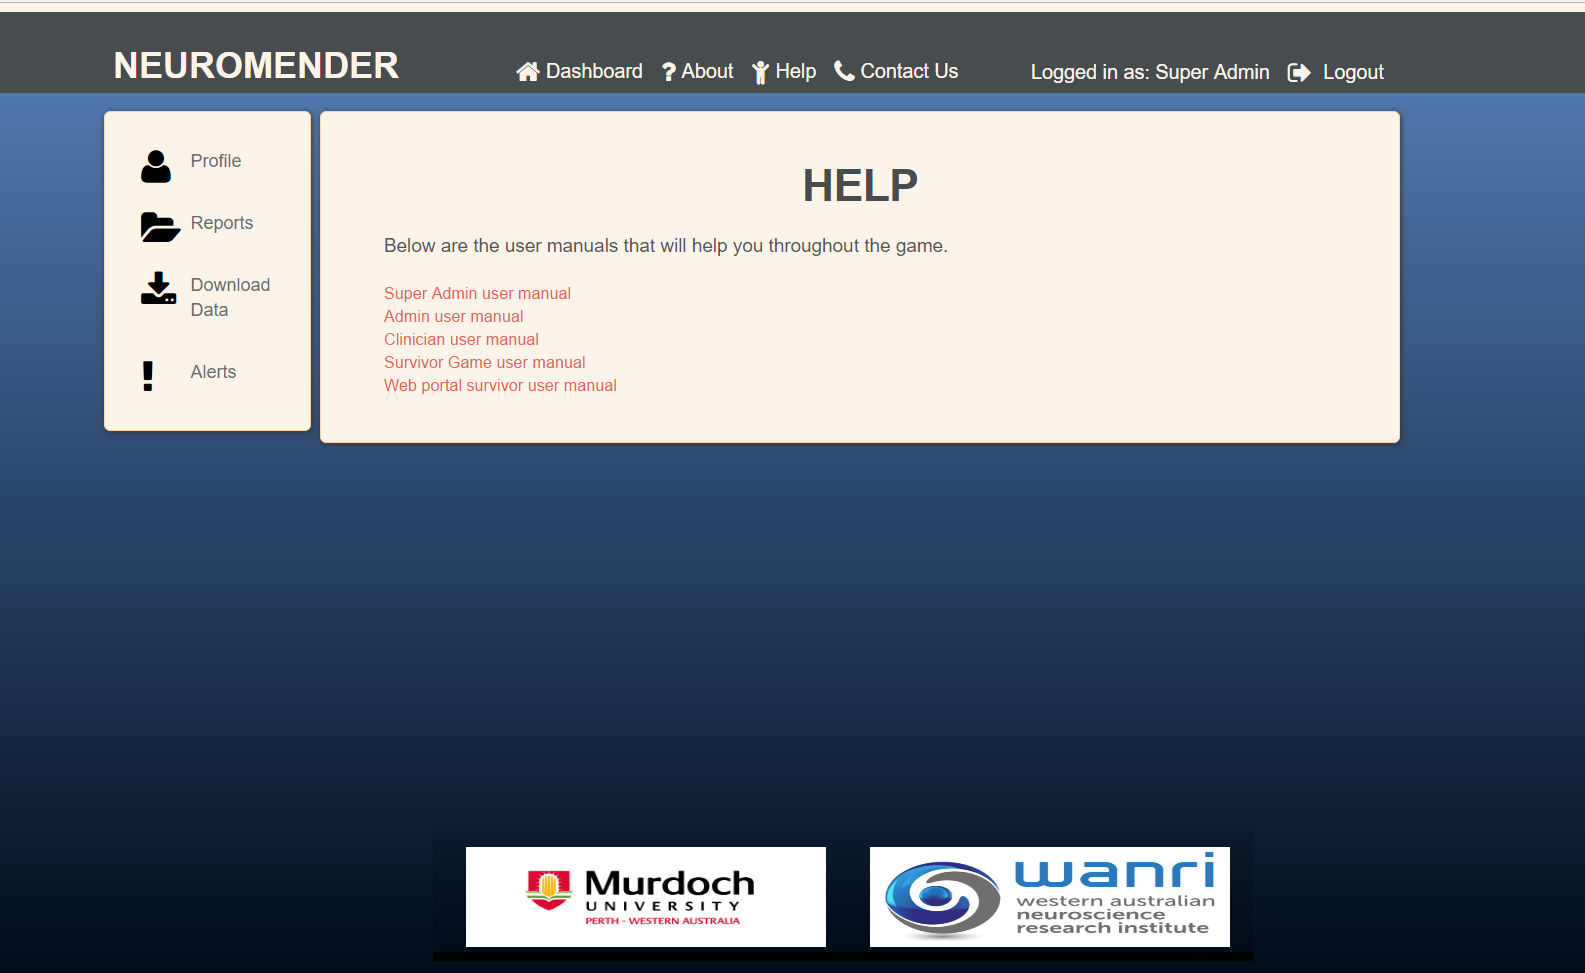 NEUROMENDER
Dashboard ? About Help Contact Us Logged in as: Super Admin Logout
Profile
Reports
Download
Data
Alerts
HELP
Below are the user manuals that will help you throughout the game.
Super Admin user manual
Admin user manual
Clinician user manual
Survivor Game user manual
Web portal survivor user manual
Murdoch
UNIVERSITY
PERTH - WESTERN AUSTRALIA
wanri
western australian
neuroscience
research institute